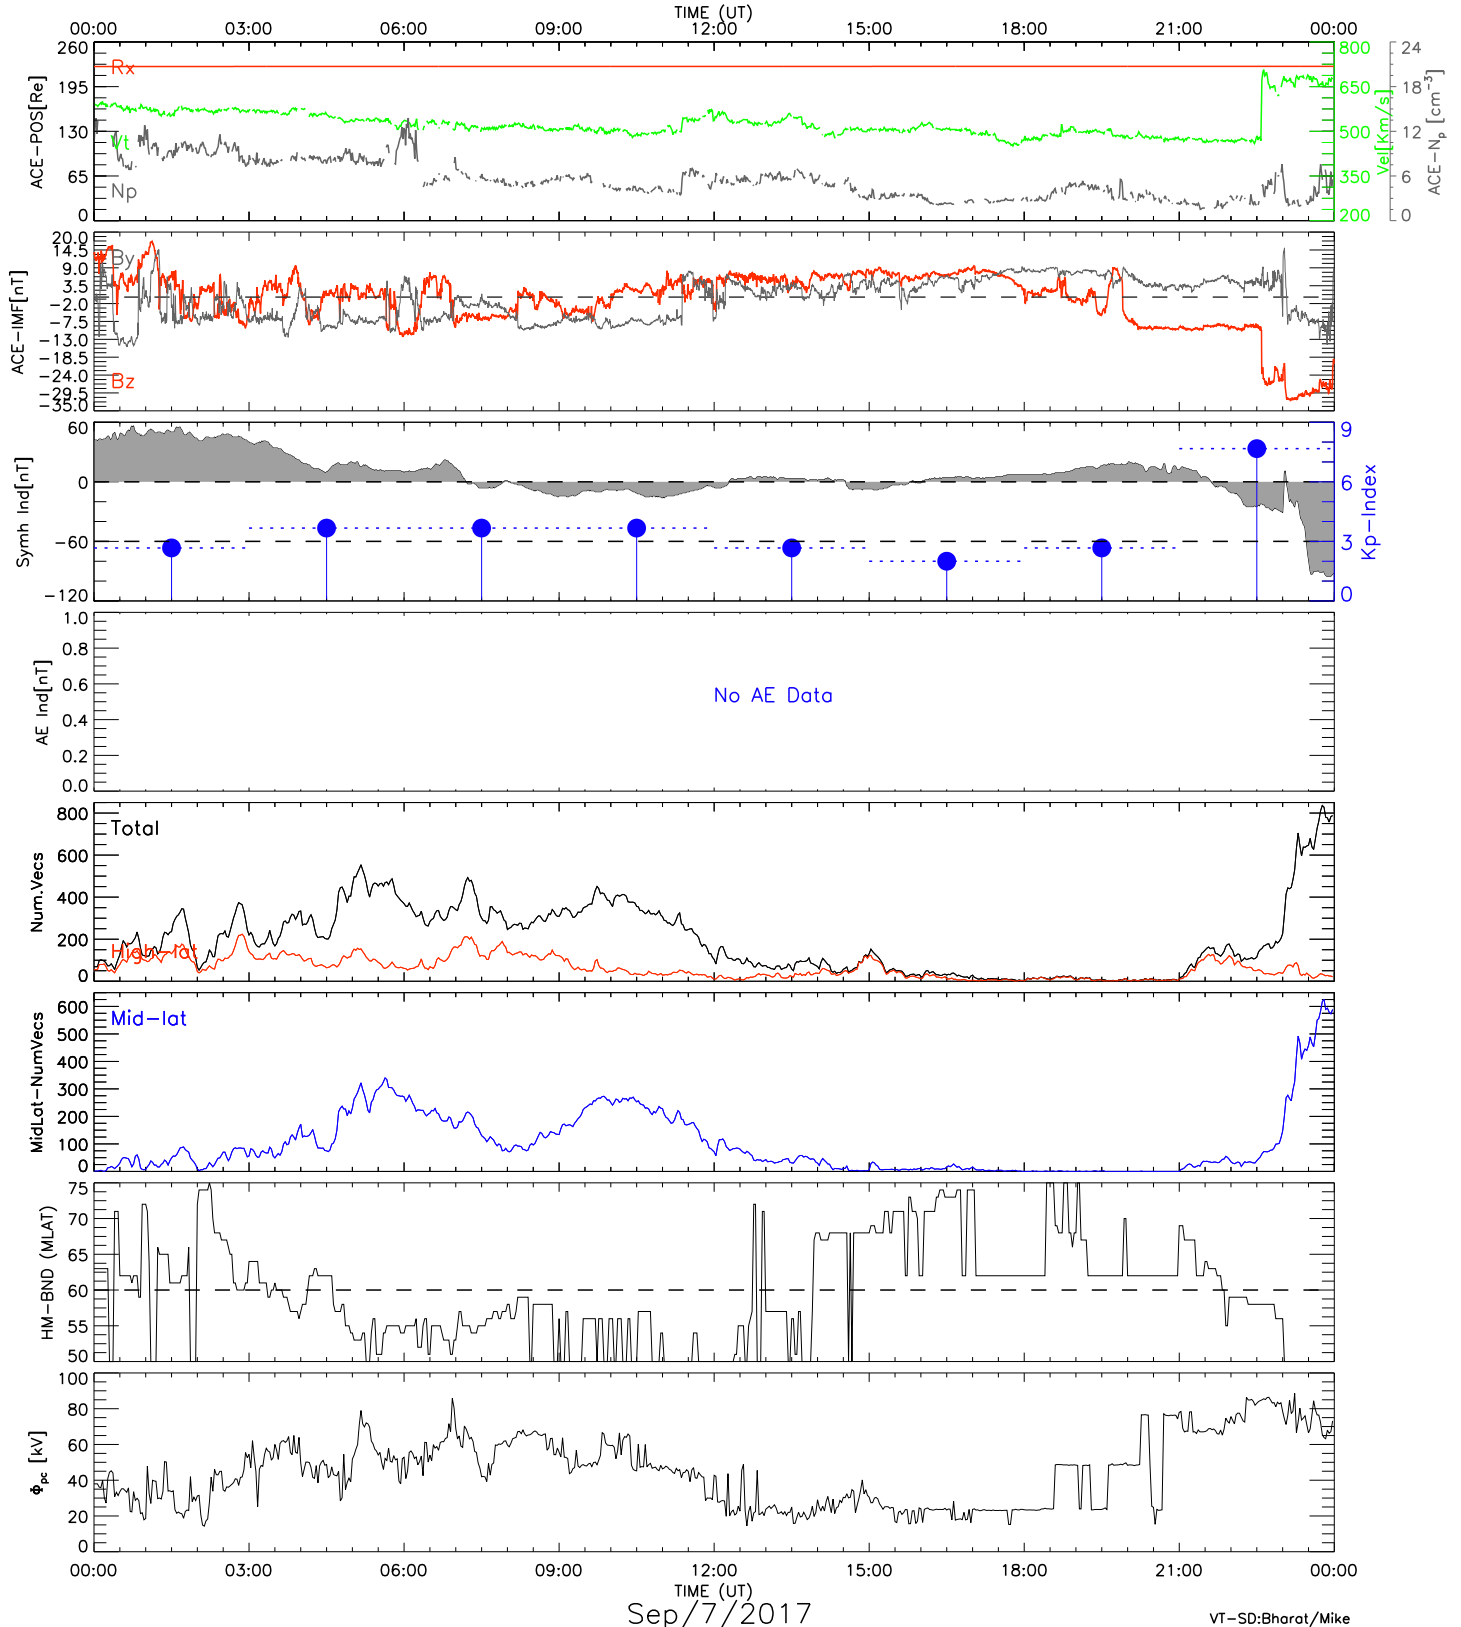 TIME (UT)
00:00 03:00 06:00 09:00 12:00 15:00 18:00 21:00 00:00
ACE-POS[Re]
260
195
130
65
0
Rx
Vt
Np
800
650
500
350
200
Vel[Km/s]
24
18
12
6
0
ACE-Np [cm-3]
ACE-IMF[nT]
20.0
14.5
9.0
3.5
-2.0
-7.5
-13.0
-18.5
-24.0
-29.5
-35.0
By
Bz
Symh Ind[nT]
60
0
-60
-120
9
6
3
0
Kp-Index
AE Ind[nT]
1.0
0.8
0.6
0.4
0.2
0.0
No AE Data
Num.Vecs
800
600
400
200
0
Total
High-lat
MidLat-NumVecs
600
500
400
300
200
100
0
Mid-lat
HM-BND (MLAT)
75
70
65
60
55
50
Φpc [kV]
100
80
60
40
20
0
00:00 03:00 06:00 09:00 12:00 15:00 18:00 21:00 00:00
TIME (UT)
Sep/7/2017
VT-SD:Bharat/Mike